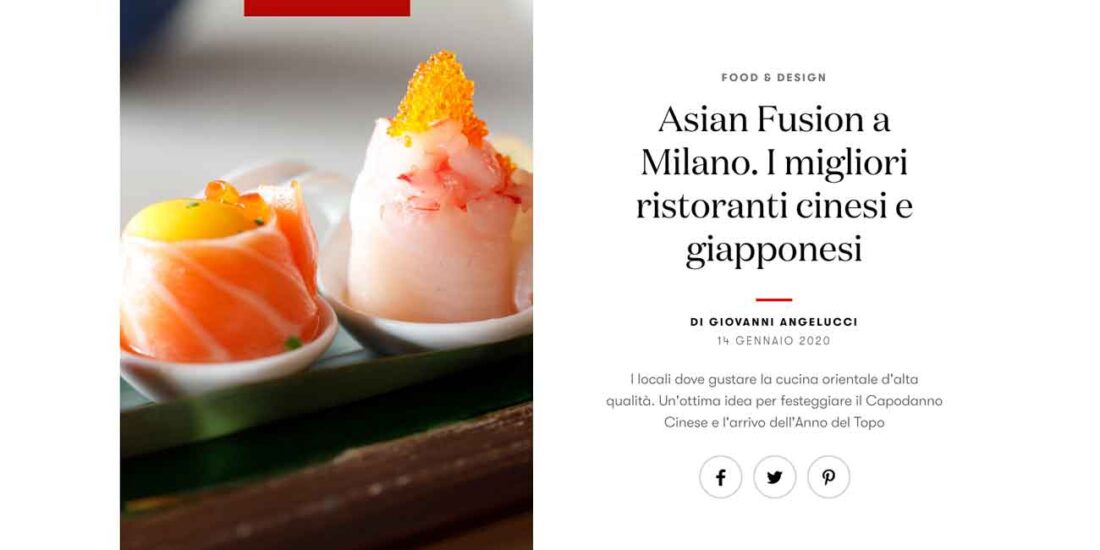 FOOD & DESIGN
Asian Fusion a
Milano. I migliori
ristoranti cinesi e
giapponesi
DI GIOVANNI ANGELUCCI
14 GENNAIO 2020
I locali dove gustare la cucina orientale d'alta
qualità. Un'ottima idea per festeggiare il Capodanno
Cinese e l'arrivo dell'Anno del Topo